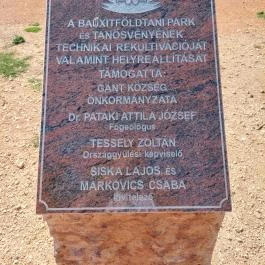 A BAUXITFÖLDTANI PARK
ÉS TANÖSVÉNYÉNEK
TECHNIKAI REKULTIVÁCIÓJÁT
VALAMINT HELYREÁLLÍTÁSÁT
TÁMOGATTA:
GÁNT KÖZSÉG
ÖNKORMÁNYZATA
Dr. PATAKI ATTILA JÓZSEF
Főgeológus
TESSELY ZOLTÁN
Országgyűlési képviselő
SISKA LAJOS ÉS
MARKOVICS CSABA
Kivitelező